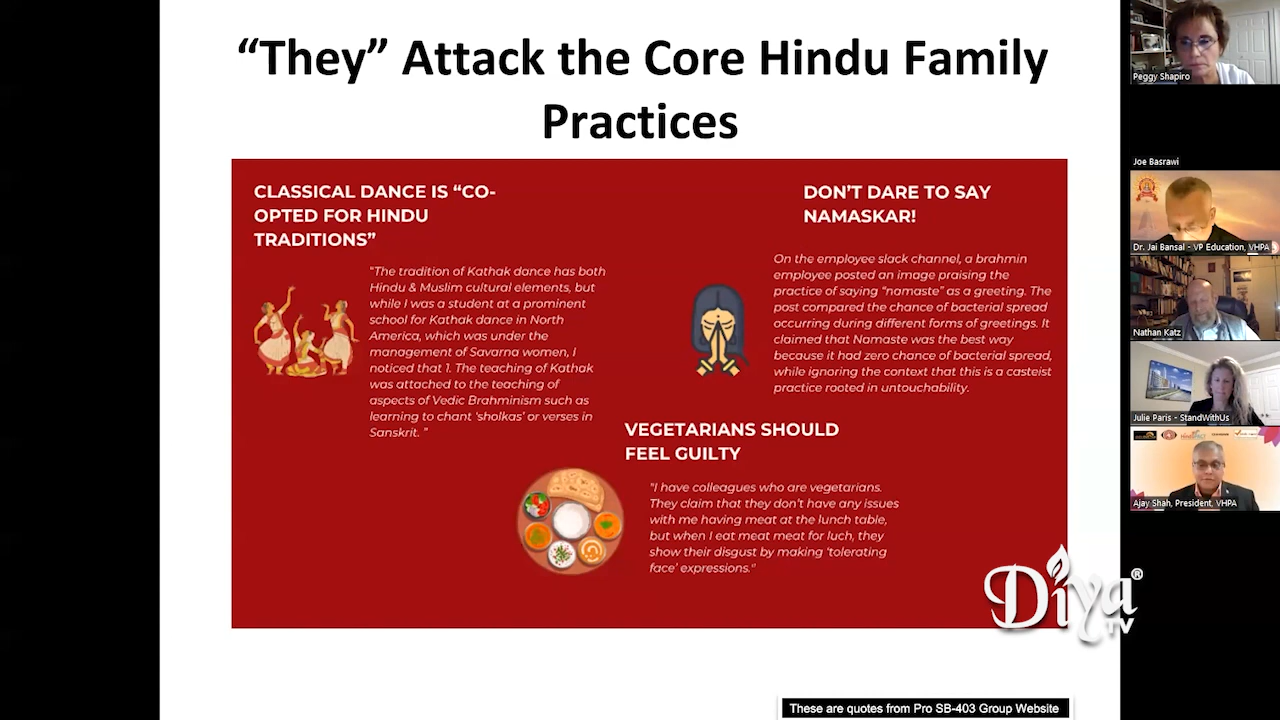 “They” Attack the Core Hindu Family
Practices
CLASSICAL DANCE IS “CO-
OPTED FOR HINDU
TRADITIONS”
"The tradition of Kathak dance has both
Hindu & Muslim cultural elements, but
while I was a student at a prominent
school for Kathak dance in North
America, which was under the
management of Savarna women, I
noticed that 1. The teaching of Kathak
was attached to the teaching of
aspects of Vedic Brahminism such as
learning to chant ‘sholkas’ or verses in
Sanskrit. ”
DON’T DARE TO SAY
NAMASKAR!
On the employee slack channel, a brahmin
employee posted an image praising the
practice of saying “namaste” as a greeting. The
post compared the chance of bacterial spread
occurring during different forms of greetings. It
claimed that Namaste was the best way
because it had zero chance of bacterial spread,
while ignoring the context that this is a casteist
practice rooted in untouchability.
VEGETARIANS SHOULD
FEEL GUILTY
"I have colleagues who are vegetarians.
They claim that they don’t have any issues
with me having meat at the lunch table,
but when I eat meat meat for luch, they
show their disgust by making ‘tolerating
face’ expressions."
These are quotes from Pro SB-403 Group Website
Peggy Shapiro
Joe Basrawi
Dr. Jai Bansal - VP Education, VHPA
Nathan Katz
Julie Paris - StandWithUs
Ajay Shah, President, VHPA
Diya®
TV